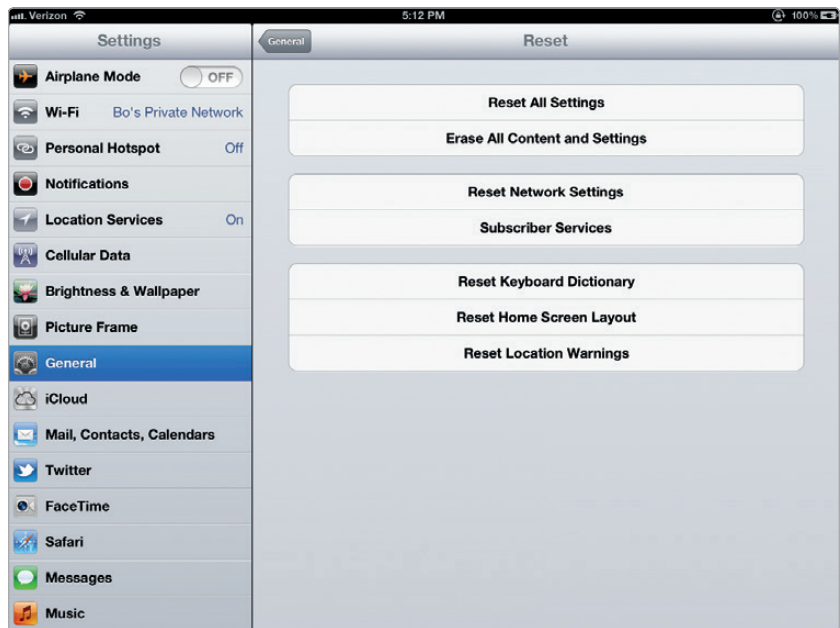 Verizon 5:12 PM 100%
Settings
General
Reset
Airplane Mode OFF
Wi-Fi Bo's Private Network
Personal Hotspot Off
Notifications
Location Services On
Cellular Data
Brightness & Wallpaper
Picture Frame
General
iCloud
Mail, Contacts, Calendars
Twitter
FaceTime
Safari
Messages
Music
Reset All Settings
Erase All Content and Settings
Reset Network Settings
Subscriber Services
Reset Keyboard Dictionary
Reset Home Screen Layout
Reset Location Warnings